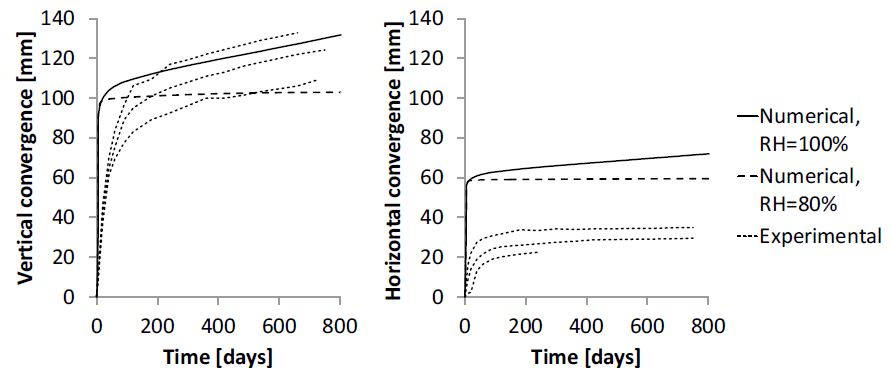 Vertical convergence [mm]
140
120
100
80
60
40
20
0
0 200 400 600 800
Time [days]
Horizontal convergence [mm]
140
120
100
80
60
40
20
0
0 200 400 600 800
Time [days]
Numerical,
RH=100%
Numerical,
RH=80%
Experimental